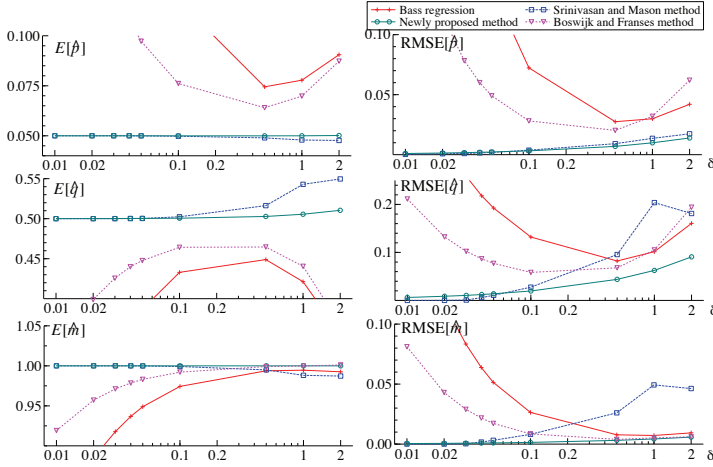 Bass regression
Newly proposed method
Srinivasan and Mason method
Boswijk and Franses method
E[p̂]
0.100
0.075
0.050
0.01 0.02 0.1 0.2 1 2
RMSE[p̂]
0.10
0.05
0.01 0.02 0.1 0.2 1 2 δ
E[q̂]
0.55
0.50
0.45
0.01 0.02 0.1 0.2 1 2
RMSE[q̂]
0.2
0.1
0.01 0.02 0.1 0.2 1 2 δ
E[m̂]
1.05
1.00
0.95
0.01 0.02 0.1 0.2 1 2
RMSE[m̂]
0.10
0.05
0.00
0.01 0.02 0.1 0.2 1 2 δ